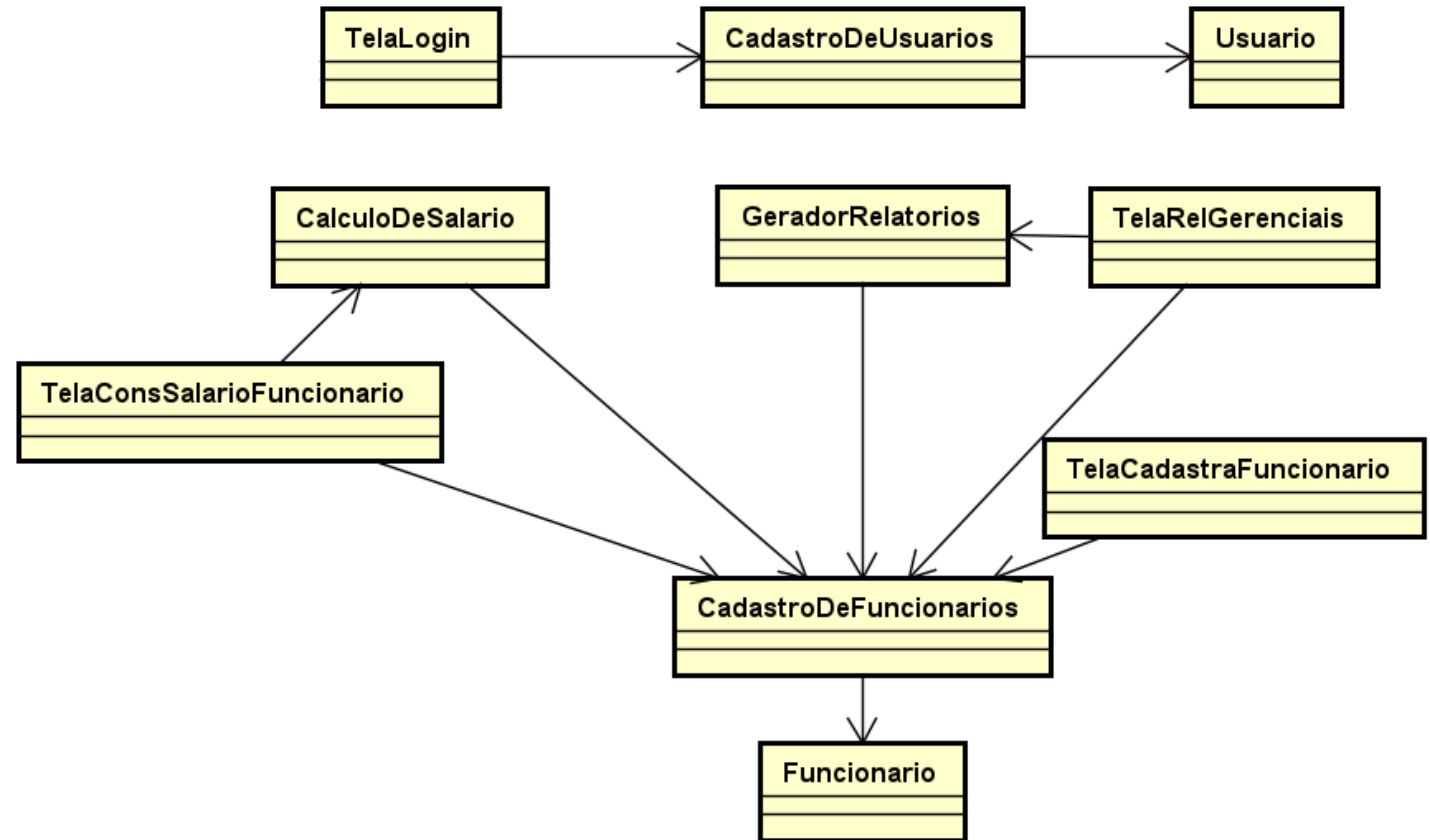 TelaLogin
CadastroDeUsuarios
Usuario
CalculoDeSalario
GeradorRelatorios
TelaRelGerenciais
TelaConsSalarioFuncionario
TelaCadastraFuncionario
CadastroDeFuncionarios
Funcionario